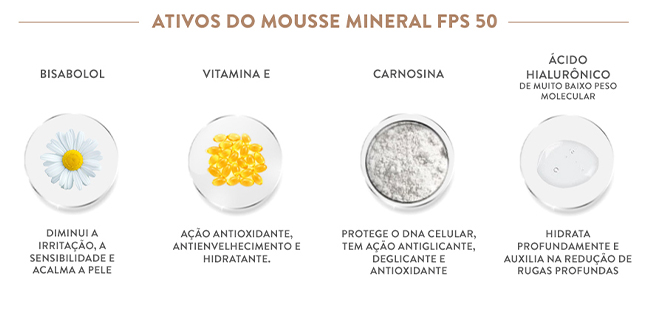 ATIVOS DO MOUSSE MINERAL FPS 50
BISABOLOL
DIMINUI A
IRRITAÇÃO, A
SENSIBILIDADE E
ACALMA A PELE
VITAMINA E
AÇÃO ANTIOXIDANTE,
ANTIENVELHECIMENTO E
HIDRATANTE.
CARNOSINA
PROTEGE O DNA CELULAR,
TEM AÇÃO ANTIGLICANTE,
DEGLICANTE E
ANTIOXIDANTE
ÁCIDO
HIALURÔNICO
DE MUITO BAIXO PESO
MOLECULAR
HIDRATA
PROFUNDAMENTE E
AUXILIA NA REDUÇÃO DE
RUGAS PROFUNDAS